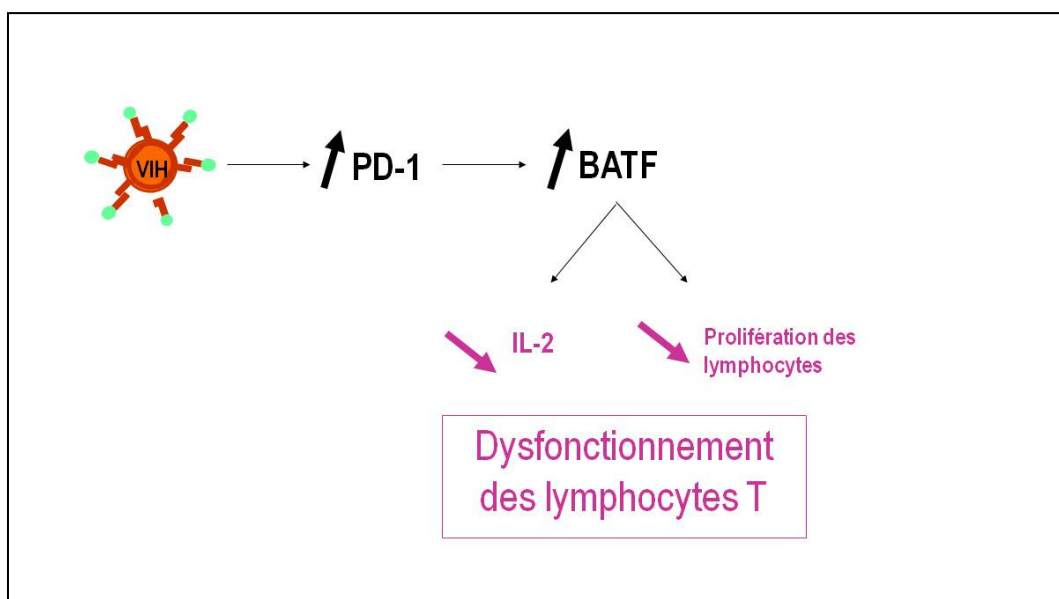 VIH
PD-1
BATF
IL-2
Prolifération des
lymphocytes
Dysfonctionnement
des lymphocytes T